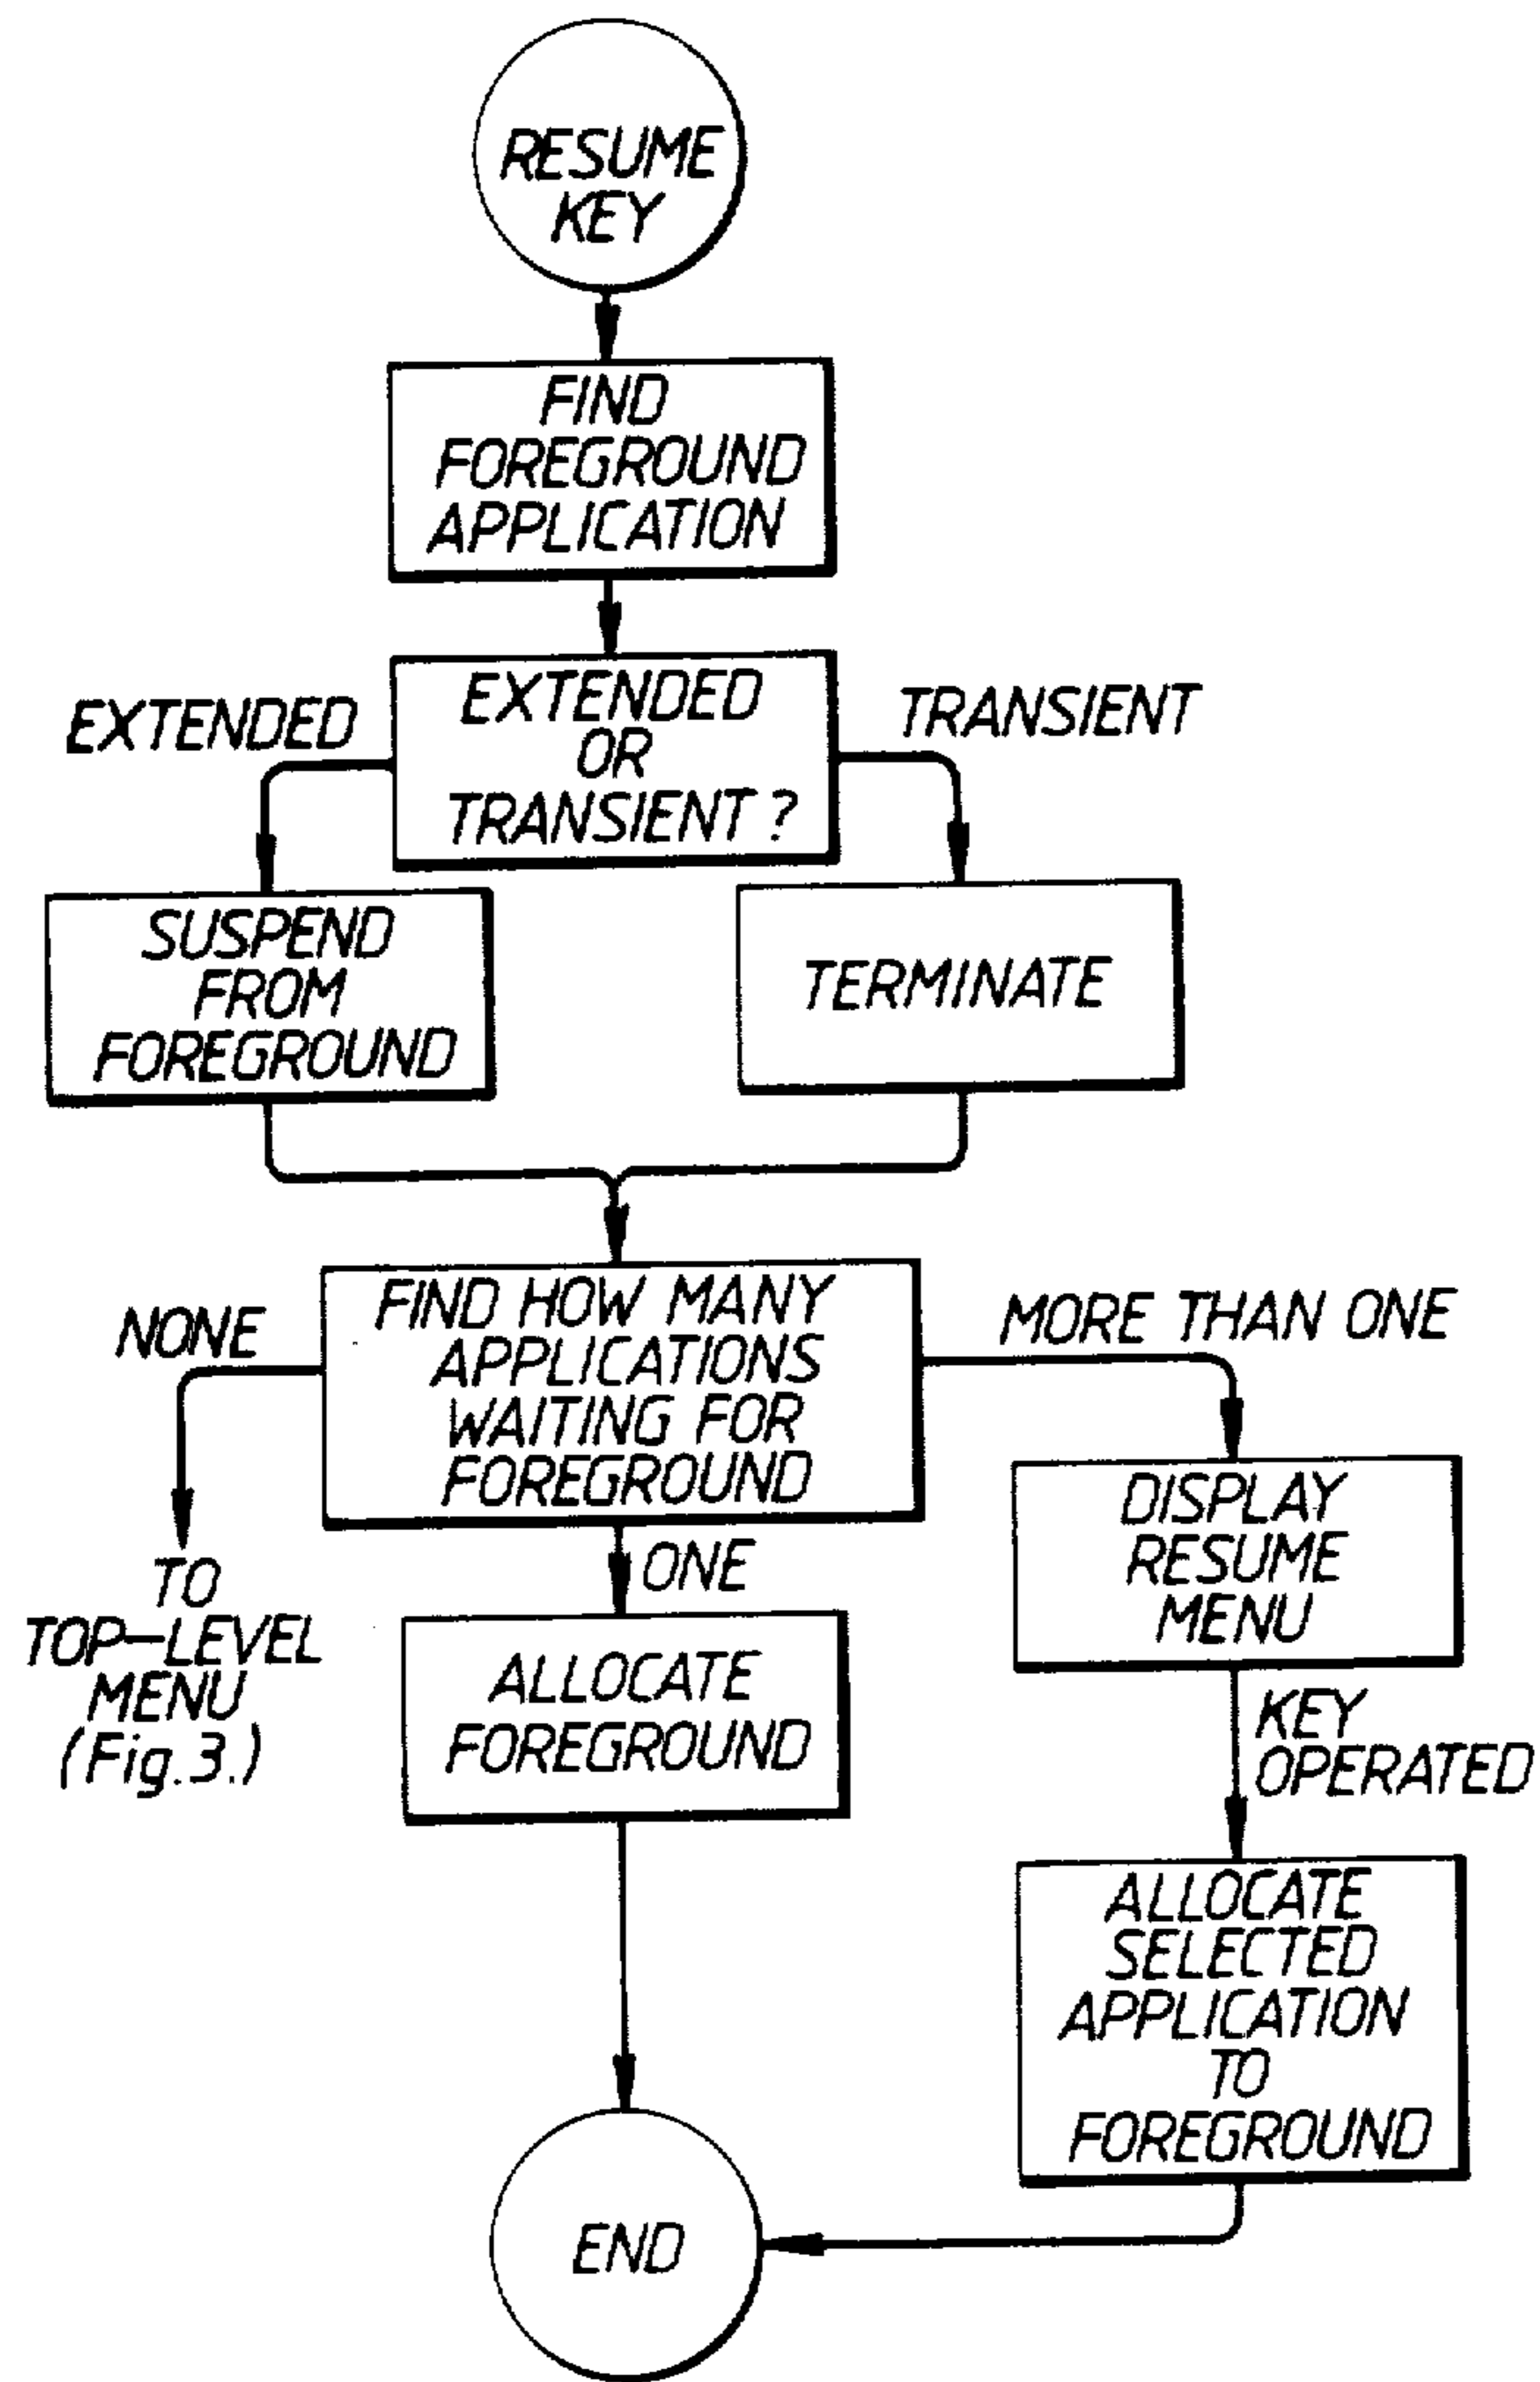 RESUME
KEY
FIND
FOREGROUND
APPLICATION
EXTENDED
EXTENDED
OR
TRANSIENT?
TRANSIENT
SUSPEND
FROM
FOREGROUND
TERMINATE
NONE
FIND HOW MANY
APPLICATIONS
WAITING FOR
FOREGROUND
MORE THAN ONE
TO
TOP-LEVEL
MENU
(Fig.3.)
ONE
ALLOCATE
FOREGROUND
DISPLAY
RESUME
MENU
KEY
OPERATED
ALLOCATE
SELECTED
APPLICATION
TO
FOREGROUND
END